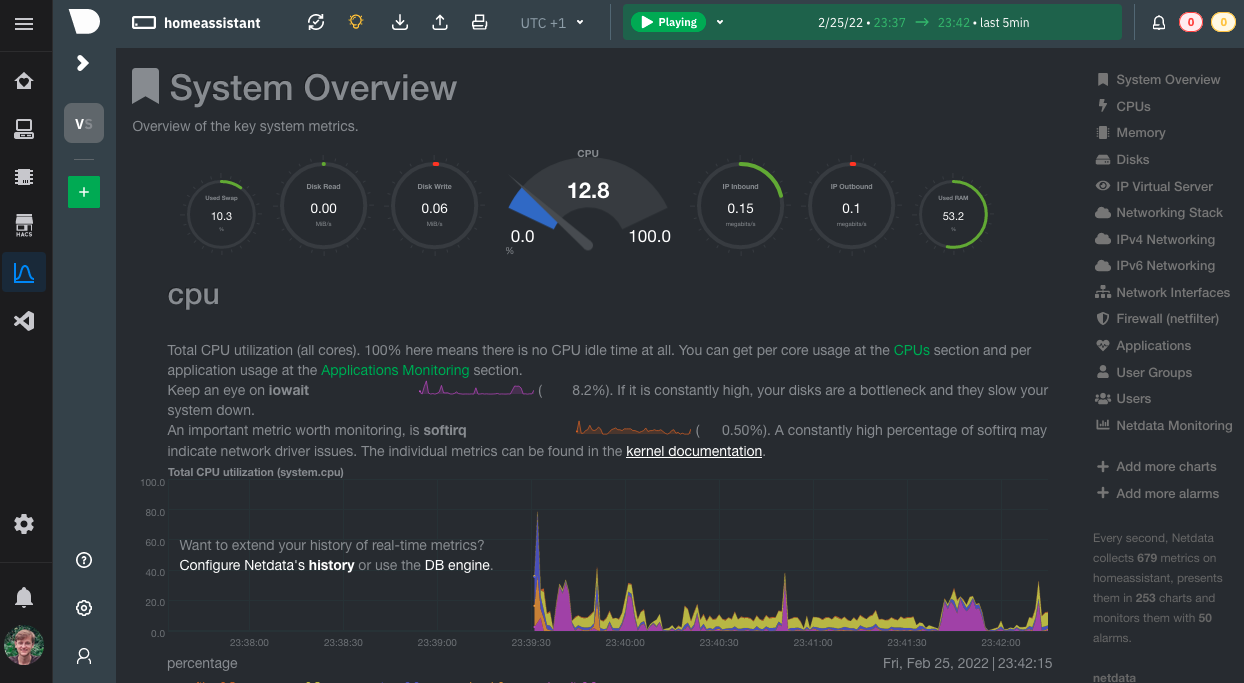 homeassistant
UTC +1
Playing
2/25/22 • 23:37 → 23:42 • last 5min
0
0
HACS
VS
+
System Overview
Overview of the key system metrics.
Used Swap
10.3
%
Disk Read
0.00
MiB/s
Disk Write
0.06
MiB/s
CPU
12.8
0.0
100.0
%
IP Inbound
0.15
megabits/s
IP Outbound
0.1
megabits/s
Used RAM
53.2
%
cpu
Total CPU utilization (all cores). 100% here means there is no CPU idle time at all. You can get per core usage at the CPUs section and per
application usage at the Applications Monitoring section.
Keep an eye on iowait ( 8.2%). If it is constantly high, your disks are a bottleneck and they slow your
system down.
An important metric worth monitoring, is softirq ( 0.50%). A constantly high percentage of softirq may
indicate network driver issues. The individual metrics can be found in the kernel documentation.
Total CPU utilization (system.cpu)
100.0
80.0
60.0
40.0
20.0
0.0
Want to extend your history of real-time metrics?
Configure Netdata's history or use the DB engine.
23:38:00 23:38:30 23:39:00 23:39:30 23:40:00 23:40:30 23:41:00 23:41:30 23:42:00
percentage
Fri, Feb 25, 2022 | 23:42:15
System Overview
CPUs
Memory
Disks
IP Virtual Server
Networking Stack
IPv4 Networking
IPv6 Networking
Network Interfaces
Firewall (netfilter)
Applications
User Groups
Users
Netdata Monitoring
+ Add more charts
+ Add more alarms
Every second, Netdata
collects 679 metrics on
homeassistant, presents
them in 253 charts and
monitors them with 50
alarms.
netdata